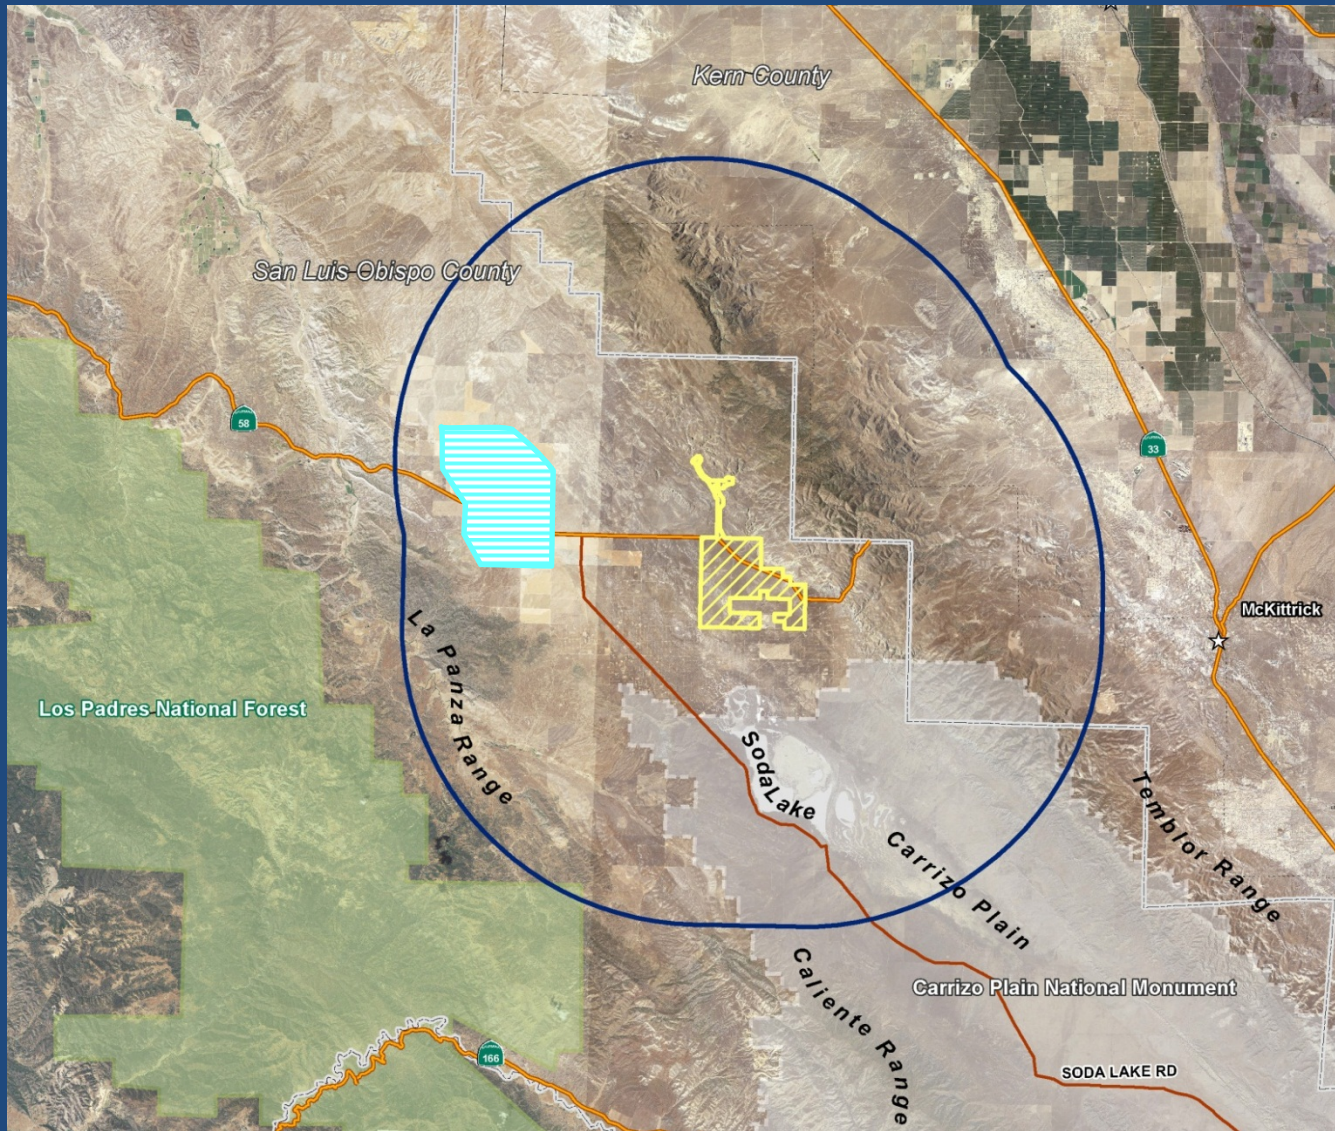 Kern County
San Luis Obispo County
58
33
McKittrick
La Panza Range
Los Padres National Forest
Soda Lake
Temblor Range
Carrizo Plain
Caliente Range
Carrizo Plain National Monument
166
SODA LAKE RD